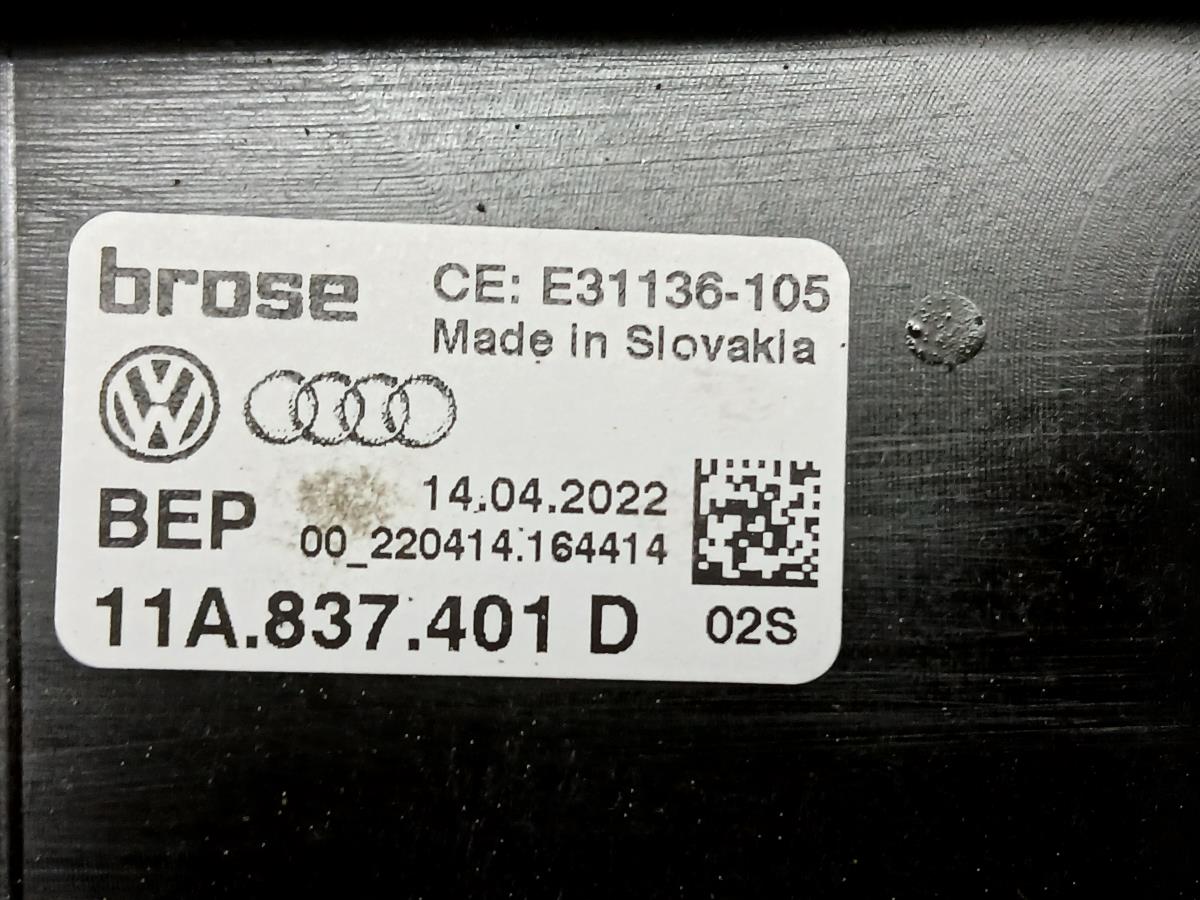 brose
CE: E31136-105
Made in Slovakia
BEP
14.04.2022
00_220414.164414
11A.837.401 D
02S